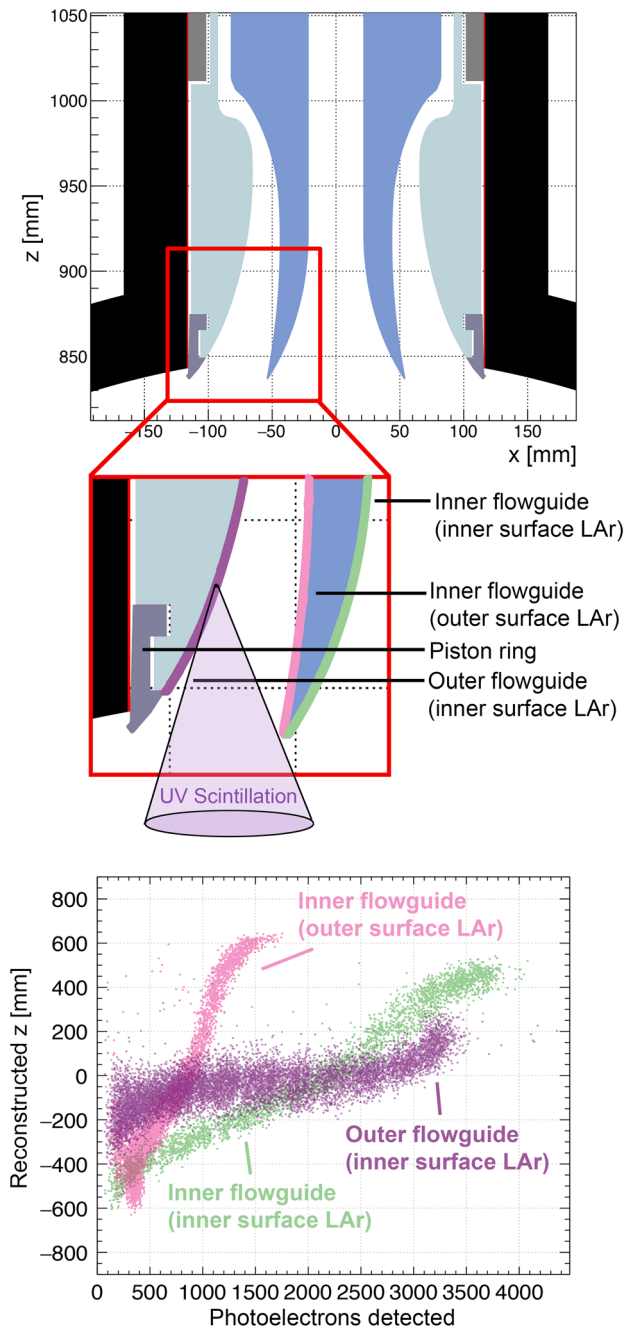 1050
1000
950
900
850
z [mm]
−150 −100 −50 0 50 100 150
x [mm]
Inner flowguide
(inner surface LAr)
Inner flowguide
(outer surface LAr)
Piston ring
Outer flowguide
(inner surface LAr)
UV Scintillation
800
600
400
200
0
−200
−400
−600
−800
Reconstructed z [mm]
Inner flowguide
(outer surface LAr)
Outer flowguide
(inner surface LAr)
Inner flowguide
(inner surface LAr)
0 500 1000 1500 2000 2500 3000 3500 4000
Photoelectrons detected